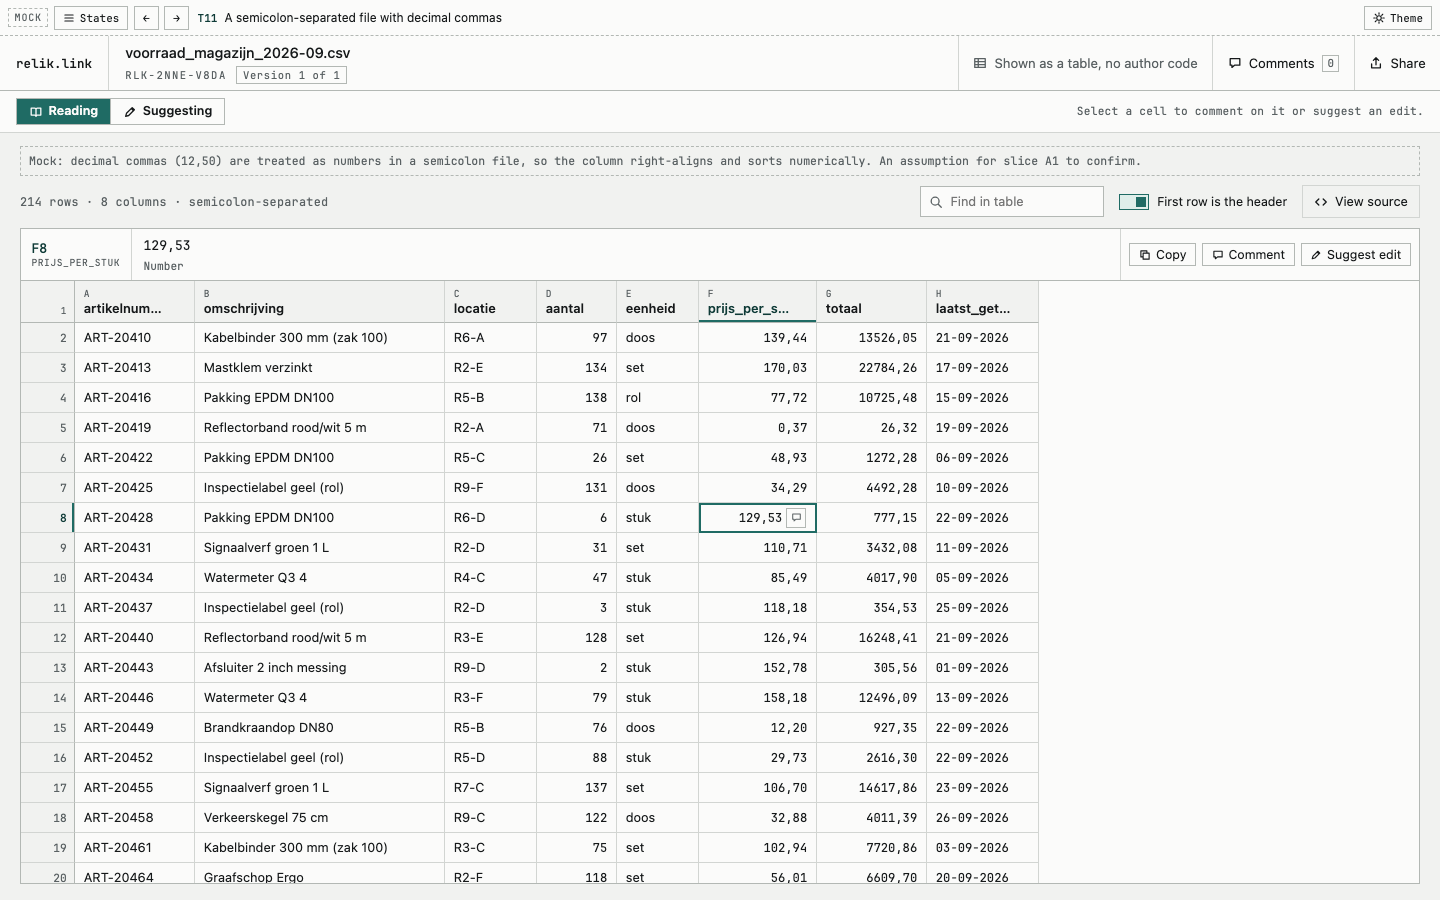 MOCK States ← → T11 A semicolon-separated file with decimal commas Theme
relik.link voorraad_magazijn_2026-09.csv
RLK-2NNE-V8DA Version 1 of 1 Shown as a table, no author code Comments 0 Share
Reading Suggesting Select a cell to comment on it or suggest an edit.
Mock: decimal commas (12,50) are treated as numbers in a semicolon file, so the column right-aligns and sorts numerically. An assumption for slice A1 to confirm.
214 rows · 8 columns · semicolon-separated Find in table First row is the header View source
F8 129,53
PRIJS_PER_STUK Number Copy Comment Suggest edit
A B C D E F G H
1 artikelnum... omschrijving locatie aantal eenheid prijs_per_s... totaal laatst_get...
2 ART-20410 Kabelbinder 300 mm (zak 100) R6-A 97 doos 139,44 13526,05 21-09-2026
3 ART-20413 Mastklem verzinkt R2-E 134 set 170,03 22784,26 17-09-2026
4 ART-20416 Pakking EPDM DN100 R5-B 138 rol 77,72 10725,48 15-09-2026
5 ART-20419 Reflectorband rood/wit 5 m R2-A 71 doos 0,37 26,32 19-09-2026
6 ART-20422 Pakking EPDM DN100 R5-C 26 set 48,93 1272,28 06-09-2026
7 ART-20425 Inspectielabel geel (rol) R9-F 131 doos 34,29 4492,28 10-09-2026
8 ART-20428 Pakking EPDM DN100 R6-D 6 stuk 129,53 777,15 22-09-2026
9 ART-20431 Signaalverf groen 1 L R2-D 31 set 110,71 3432,08 11-09-2026
10 ART-20434 Watermeter Q3 4 R4-C 47 stuk 85,49 4017,90 05-09-2026
11 ART-20437 Inspectielabel geel (rol) R2-D 3 stuk 118,18 354,53 25-09-2026
12 ART-20440 Reflectorband rood/wit 5 m R3-E 128 set 126,94 16248,41 21-09-2026
13 ART-20443 Afsluiter 2 inch messing R9-D 2 stuk 152,78 305,56 01-09-2026
14 ART-20446 Watermeter Q3 4 R3-F 79 stuk 158,18 12496,09 13-09-2026
15 ART-20449 Brandkraandop DN80 R5-B 76 doos 12,20 927,35 22-09-2026
16 ART-20452 Inspectielabel geel (rol) R5-D 88 stuk 29,73 2616,30 22-09-2026
17 ART-20455 Signaalverf groen 1 L R7-C 137 set 106,70 14617,86 23-09-2026
18 ART-20458 Verkeerskegel 75 cm R9-C 122 doos 32,88 4011,39 26-09-2026
19 ART-20461 Kabelbinder 300 mm (zak 100) R3-C 75 set 102,94 7720,86 03-09-2026
20 ART-20464 Graafschop Ergo R2-F 118 set 56,01 6609,70 20-09-2026